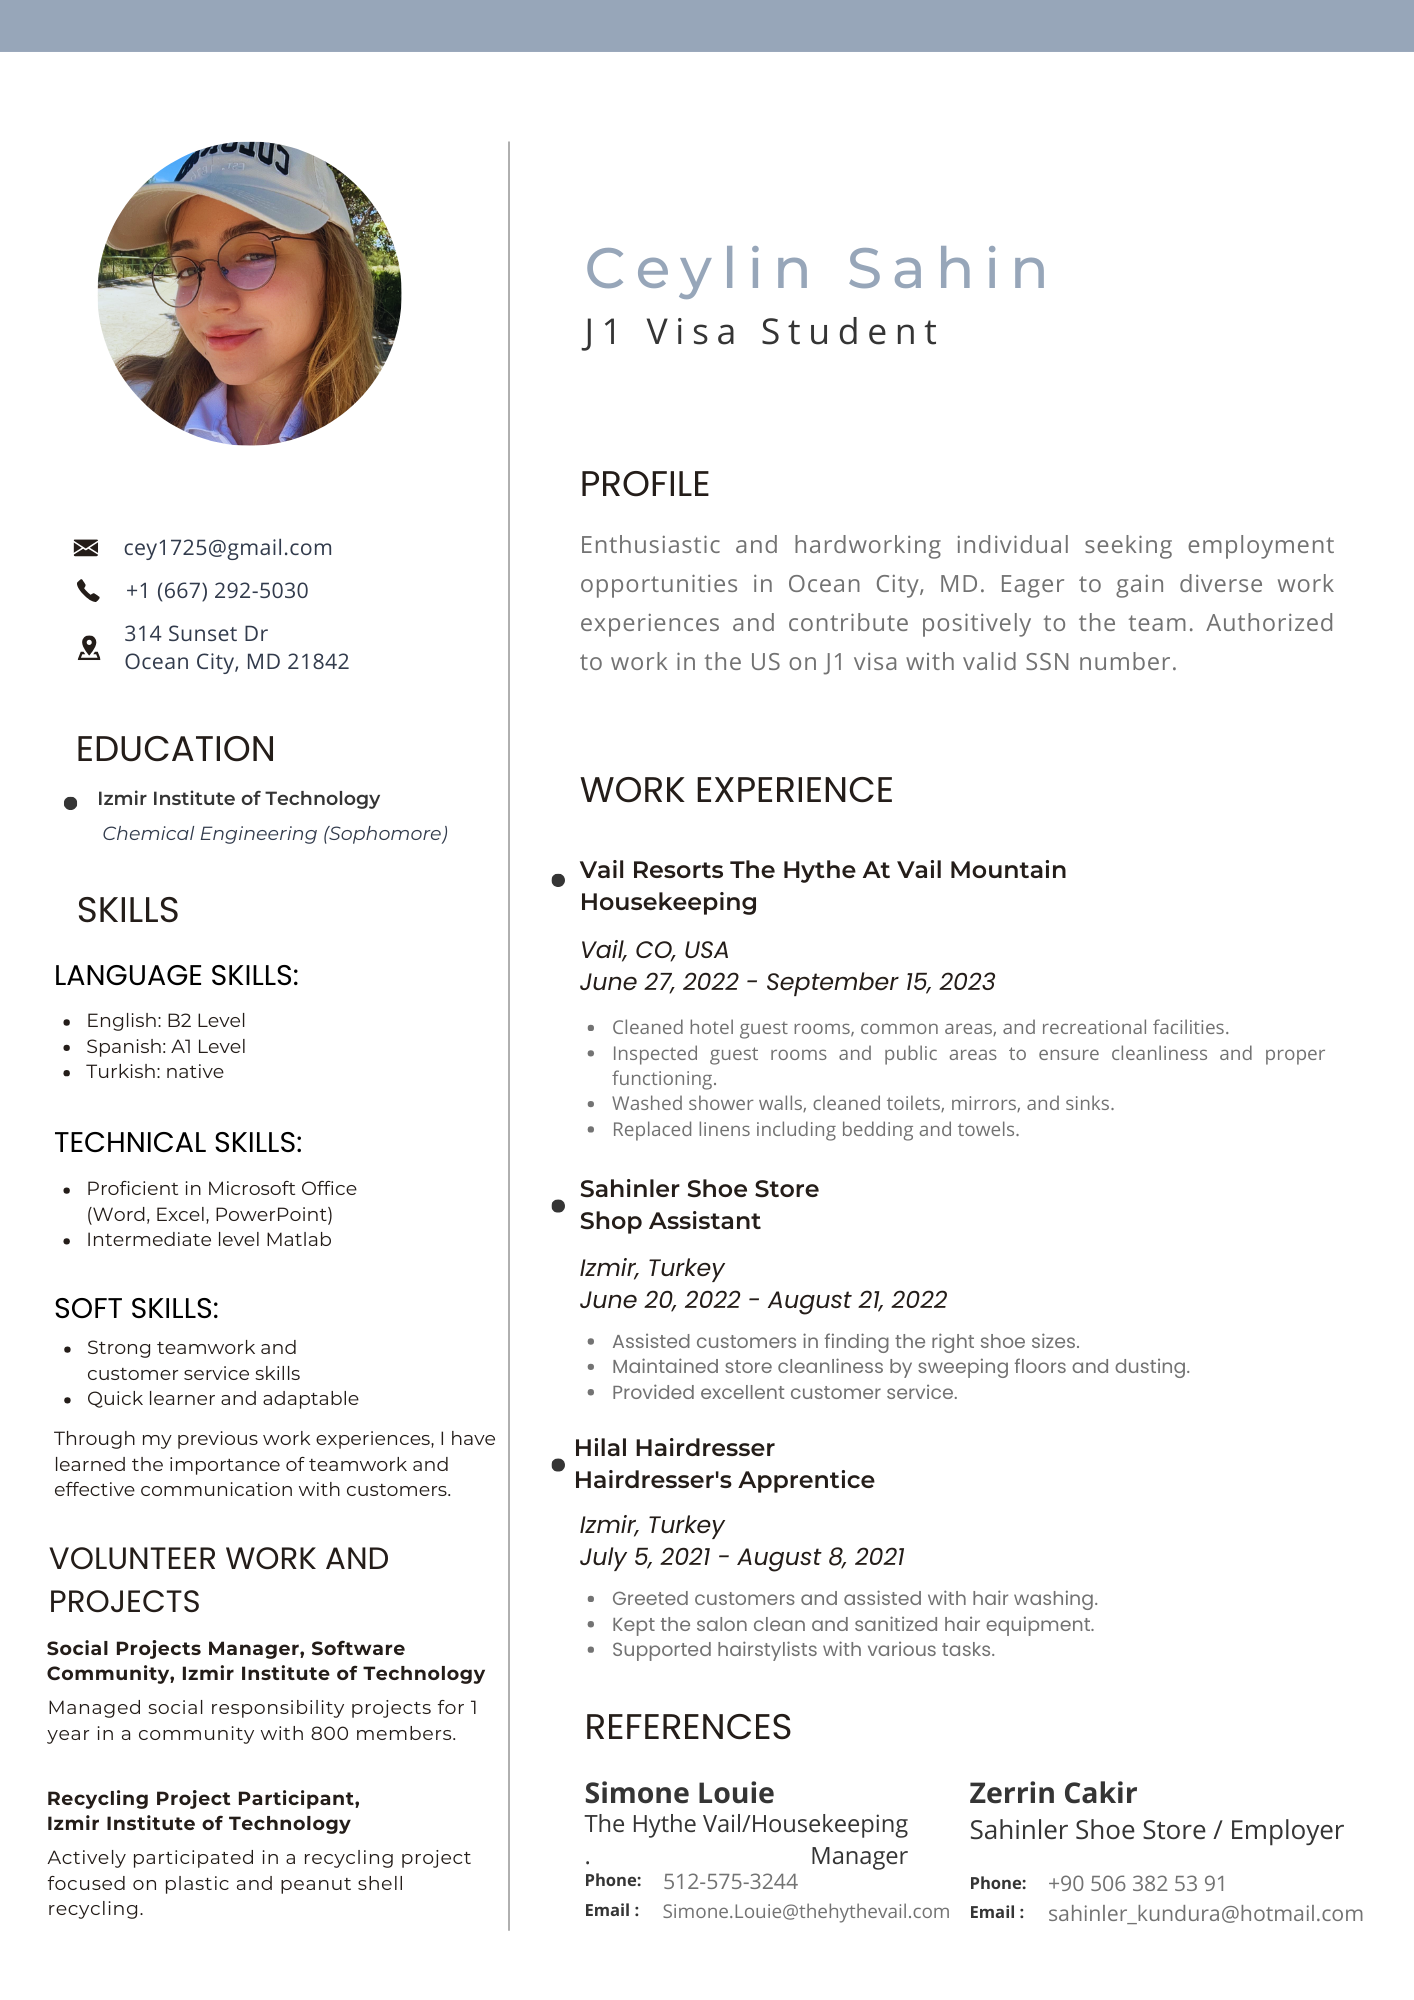 Ceylin Sahin
J1 Visa Student
cey1725@gmail.com
+1 (667) 292-5030
314 Sunset Dr
Ocean City, MD 21842
EDUCATION
Izmir Institute of Technology
Chemical Engineering (Sophomore)
SKILLS
LANGUAGE SKILLS:
English: B2 Level
Spanish: A1 Level
Turkish: native
TECHNICAL SKILLS:
Proficient in Microsoft Office
(Word, Excel, PowerPoint)
Intermediate level Matlab
SOFT SKILLS:
Strong teamwork and
customer service skills
Quick learner and adaptable
Through my previous work experiences, I have
learned the importance of teamwork and
effective communication with customers.
VOLUNTEER WORK AND
PROJECTS
Social Projects Manager, Software
Community, Izmir Institute of Technology
Managed social responsibility projects for 1
year in a community with 800 members.
Recycling Project Participant,
Izmir Institute of Technology
Actively participated in a recycling project
focused on plastic and peanut shell
recycling.
PROFILE
Enthusiastic and hardworking individual seeking employment
opportunities in Ocean City, MD. Eager to gain diverse work
experiences and contribute positively to the team. Authorized
to work in the US on J1 visa with valid SSN number.
WORK EXPERIENCE
Vail Resorts The Hythe At Vail Mountain
Housekeeping
Vail, CO, USA
June 27, 2022 - September 15, 2023
Cleaned hotel guest rooms, common areas, and recreational facilities.
Inspected guest rooms and public areas to ensure cleanliness and proper
functioning.
Washed shower walls, cleaned toilets, mirrors, and sinks.
Replaced linens including bedding and towels.
Sahinler Shoe Store
Shop Assistant
Izmir, Turkey
June 20, 2022 - August 21, 2022
Assisted customers in finding the right shoe sizes.
Maintained store cleanliness by sweeping floors and dusting.
Provided excellent customer service.
Hilal Hairdresser
Hairdresser's Apprentice
Izmir, Turkey
July 5, 2021 - August 8, 2021
Greeted customers and assisted with hair washing.
Kept the salon clean and sanitized hair equipment.
Supported hairstylists with various tasks.
REFERENCES
Simone Louie
The Hythe Vail/Housekeeping
. Manager
Phone: 512-575-3244
Email : Simone.Louie@thehythevail.com
Zerrin Cakir
Sahinler Shoe Store / Employer
Phone: +90 506 382 53 91
Email : sahinler_kundura@hotmail.com